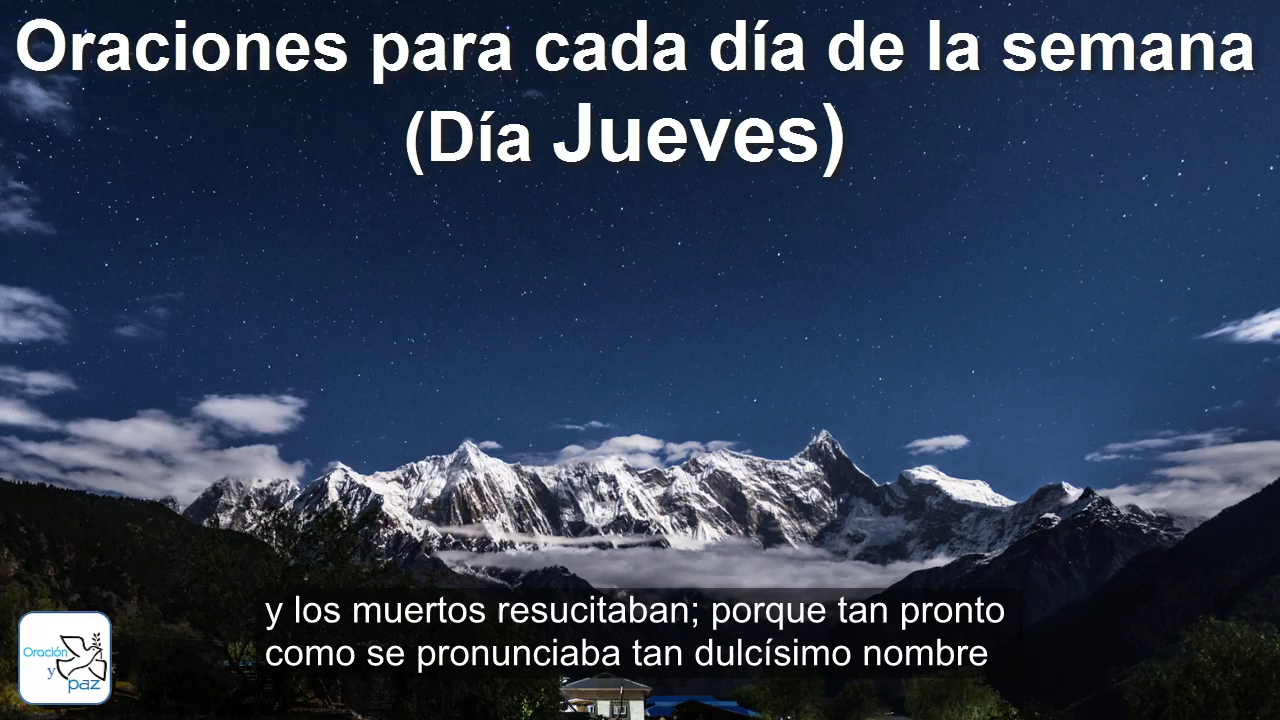 Oraciones para cada día de la semana
(Día Jueves)
y los muertos resucitaban; porque tan pronto
como se pronunciaba tan dulcísimo nombre
Oración
y
paz